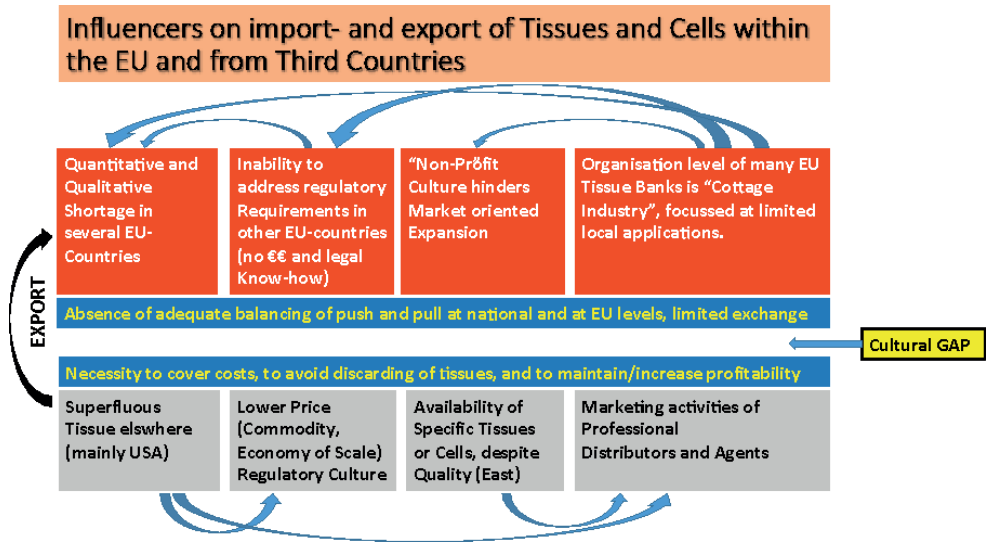 Influencers on import- and export of Tissues and Cells within
the EU and from Third Countries
Quantitative and
Qualitative
Shortage in
several EU-
Countries
Inability to
address regulatory
Requirements in
other EU-countries
(no €€ and legal
Know-how)
"Non-Prőfit
Culture hinders
Market oriented
Expansion
Organisation level of many EU
Tissue Banks is “Cottage
Industry”, focussed at limited
local applications.
Absence of adequate balancing of push and pull at national and at EU levels, limited exchange
EXPORT
Cultural GAP
Necessity to cover costs, to avoid discarding of tissues, and to maintain/increase profitability
Superfluous
Tissue elswhere
(mainly USA)
Lower Price
(Commodity,
Economy of Scale)
Regulatory Culture
Availability of
Specific Tissues
or Cells, despite
Quality (East)
Marketing activities of
Professional
Distributors and Agents